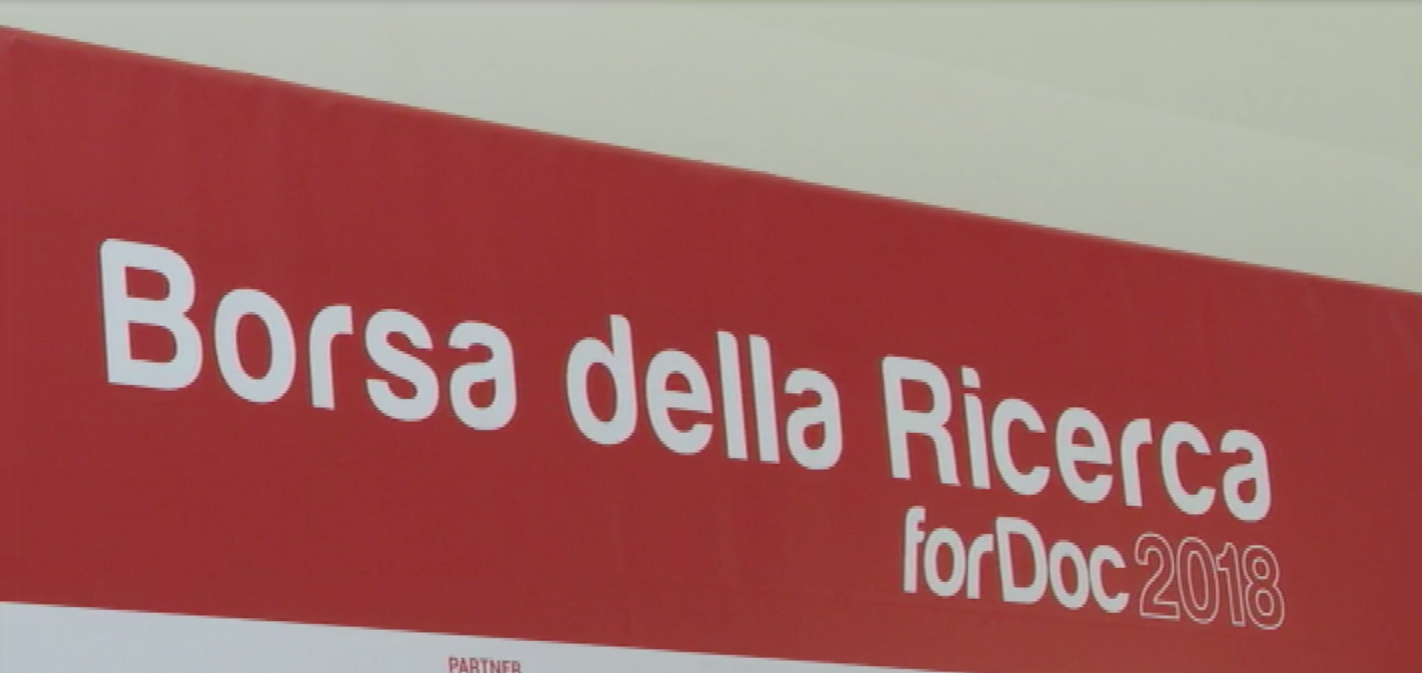 Borsa della Ricerca
forDoc 2018
PARTNER